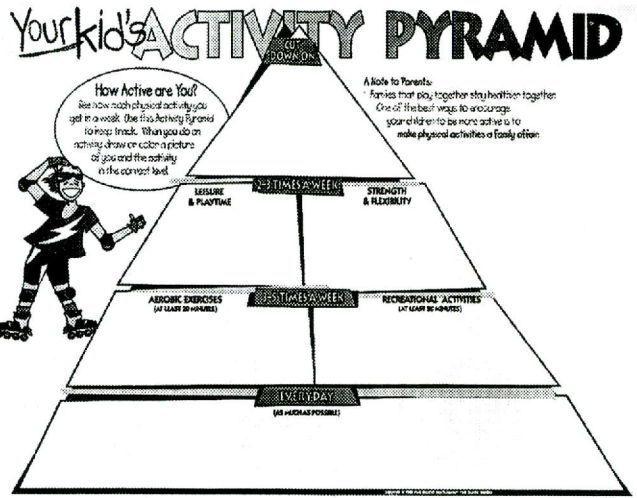 Your kid's ACTIVITY PYRAMID
CUT
DOWN ON
How Active are You?
See how much physical activity you
get in a week. Use this Activity Pyramid
to keep track. When you do an
activity draw or color a picture
of you and the activity
in the correct level.
A Note to Parents:
Families that play together stay healthier together.
One of the best ways to encourage
your children to be more active is to
make physical activities a family affair.
2-3 TIMES A WEEK
LEISURE
& PLAYTIME
STRENGTH
& FLEXIBILITY
3-5 TIMES A WEEK
AEROBIC EXERCISES
(AT LEAST 20 MINUTES)
RECREATIONAL ACTIVITIES
(AT LEAST 30 MINUTES)
EVERYDAY
(AS MUCH AS POSSIBLE)